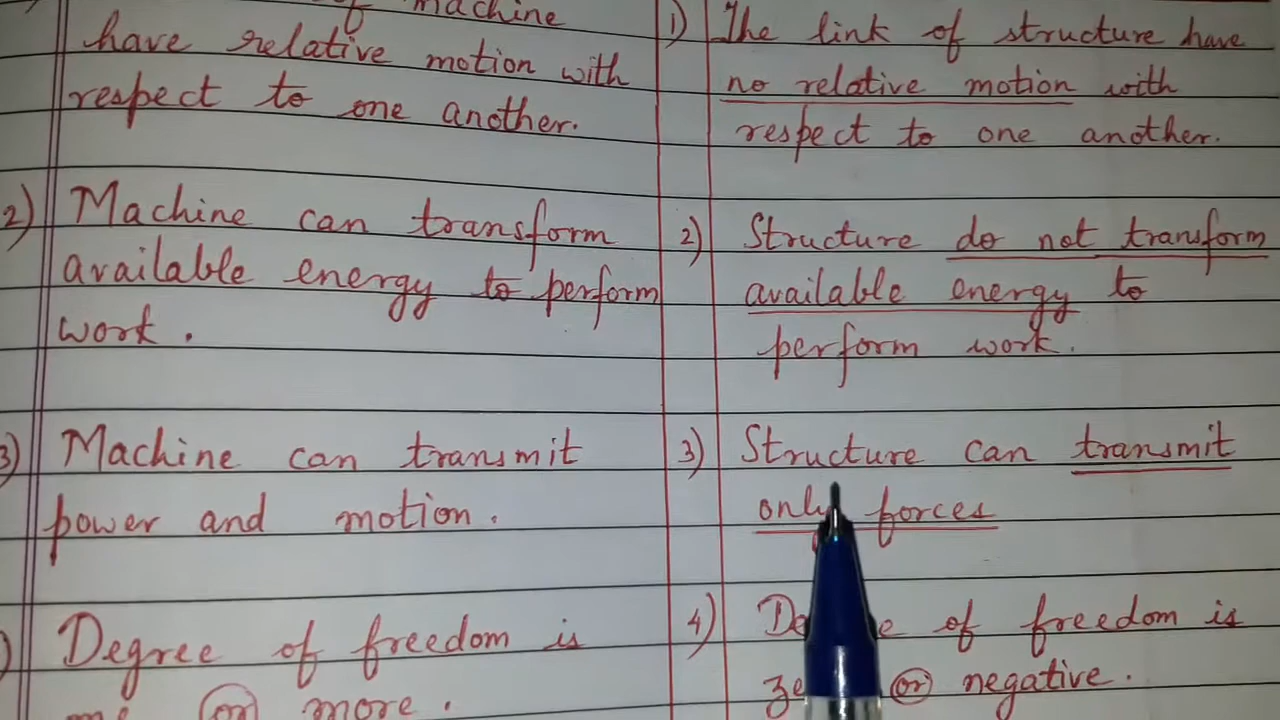 of machine
have relative motion with
respect to one another.
2) Machine can transform
available energy to perform
work.
3) Machine can transmit
power and motion.
) Degree of freedom is
or more.
1) The link of structure have
no relative motion with
respect to one another.
2) Structure do not transform
available energy to
perform work.
3) Structure can transmit
only forces
4) of freedom is
or negative.